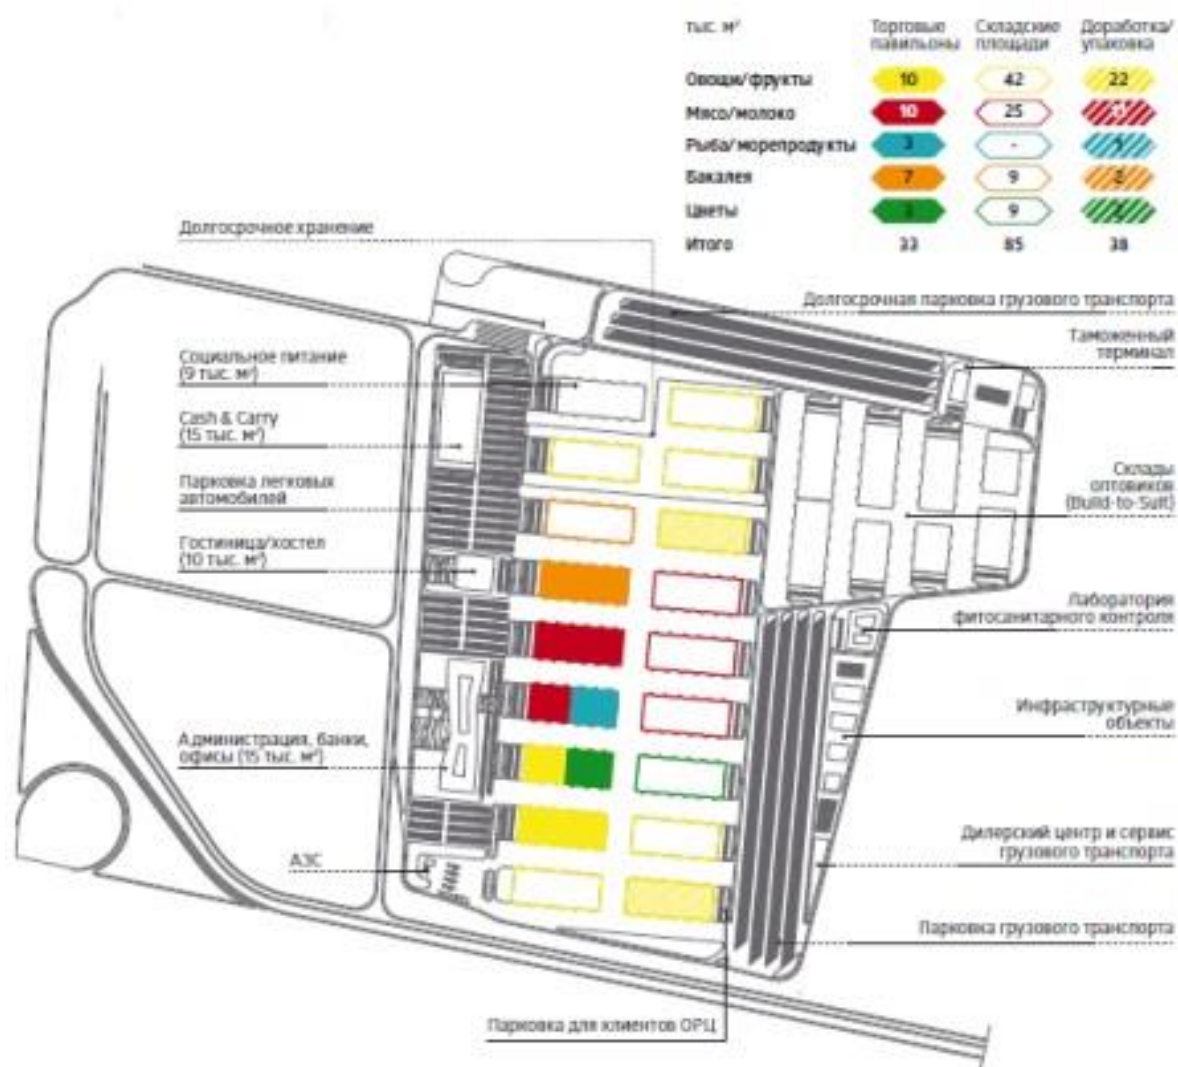 тыс. м² Торговые павильоны Складские площади Доработка/упаковка
Овощи/фрукты 10 42 22
Мясо/молоко 10 25
Рыба/морепродукты 3 -
Бакалея 7 9
Цветы 9
Итого 33 85 38
Долгосрочное хранение
Долгосрочная парковка грузового транспорта
Таможенный
терминал
Социальное питание
(9 тыс. м²)
Cash & Carry
(15 тыс. м²)
Парковка легковых
автомобилей
Гостиница/хостел
(10 тыс. м²)
Склады
оптовиков
(Build-to-Suit)
Лаборатория
фитосанитарного контроля
Инфраструктурные
объекты
Администрация, банки,
офисы (15 тыс. м²)
Дилерский центр и сервис
грузового транспорта
АЗС
Парковка грузового транспорта
Парковка для клиентов ОРЦ